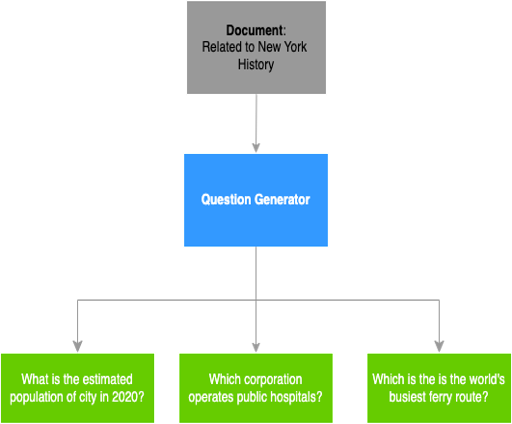 Document:
Related to New York
History
Question Generator
What is the estimated
population of city in 2020?
Which corporation
operates public hospitals?
Which is the is the world's
busiest ferry route?